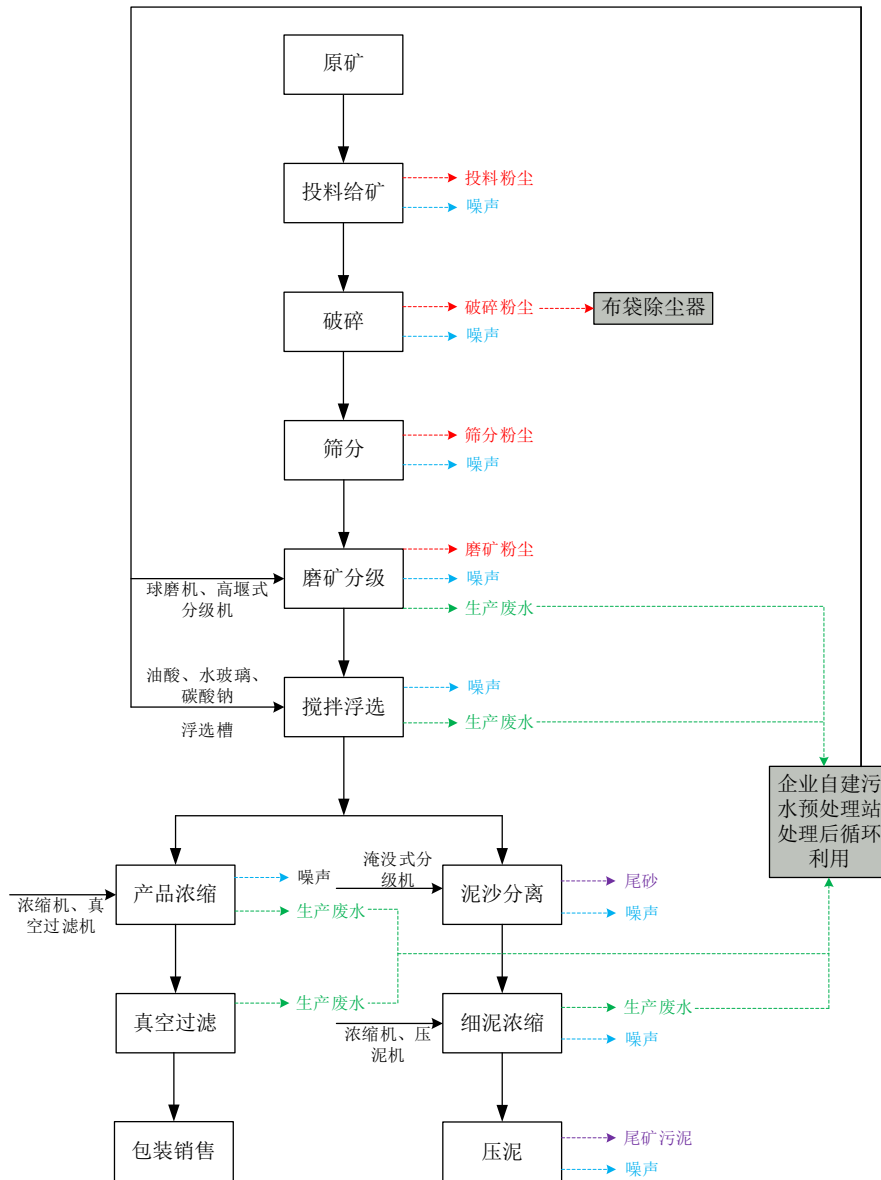 原矿
投料给矿
投料粉尘
噪声
破碎
破碎粉尘
噪声
布袋除尘器
筛分
筛分粉尘
噪声
磨矿分级
磨矿粉尘
噪声
生产废水
球磨机、高堰式
分级机
油酸、水玻璃、
碳酸钠
浮选槽
搅拌浮选
噪声
生产废水
企业自建污
水预处理站
处理后循环
利用
产品浓缩
噪声
生产废水
浓缩机、真
空过滤机
淹没式分
级机
泥沙分离
尾砂
噪声
真空过滤
生产废水
浓缩机、压
泥机
细泥浓缩
生产废水
噪声
包装销售
压泥
尾矿污泥
噪声